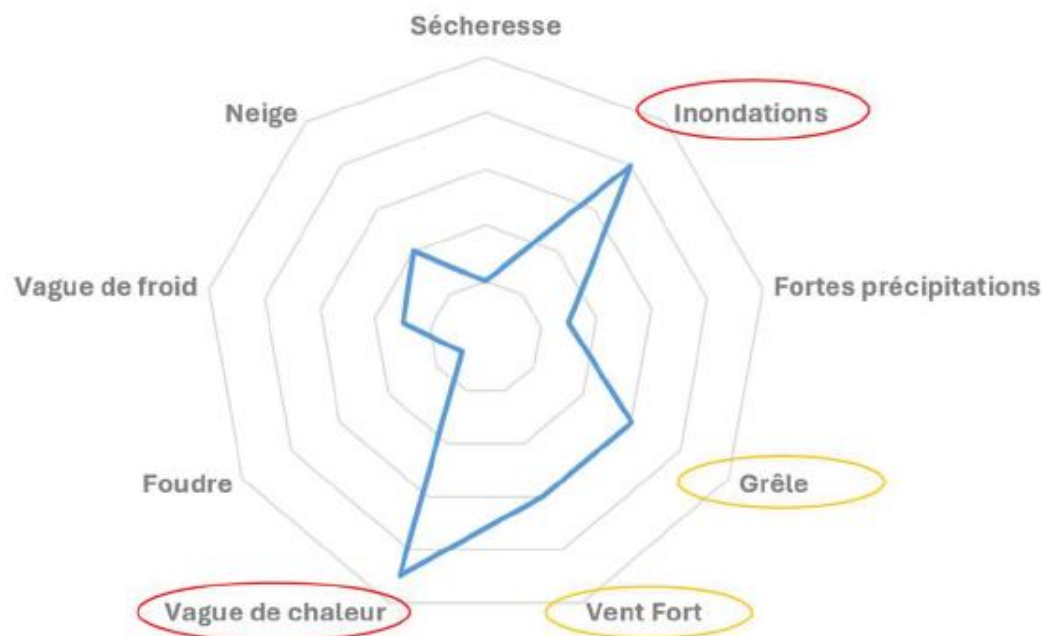 Sécheresse
Inondations
Neige
Vague de froid
Fortes précipitations
Foudre
Grêle
Vague de chaleur
Vent Fort